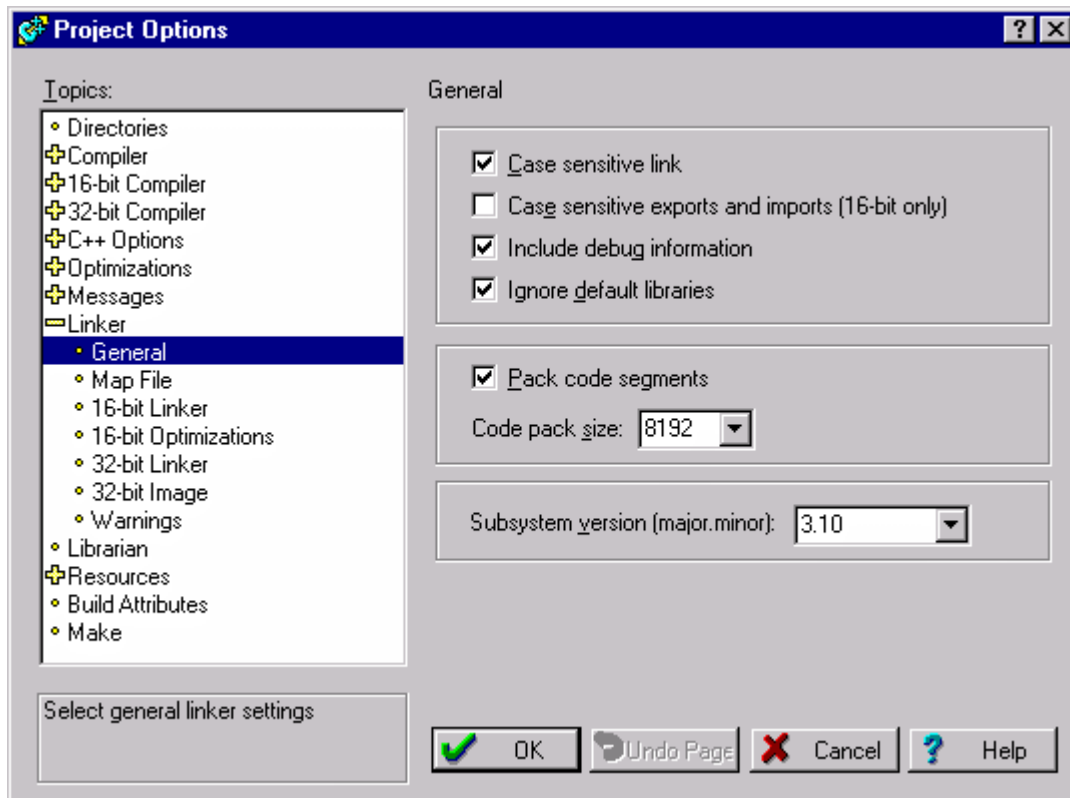 Project Options
Topics:
Directories
Compiler
16-bit Compiler
32-bit Compiler
C++ Options
Optimizations
Messages
Linker
General
Map File
16-bit Linker
16-bit Optimizations
32-bit Linker
32-bit Image
Warnings
Librarian
Resources
Build Attributes
Make
Select general linker settings
General
Case sensitive link
Case sensitive exports and imports (16-bit only)
Include debug information
Ignore default libraries
Pack code segments
Code pack size: 8192
Subsystem version (major.minor): 3.10
OK Undo Page Cancel Help